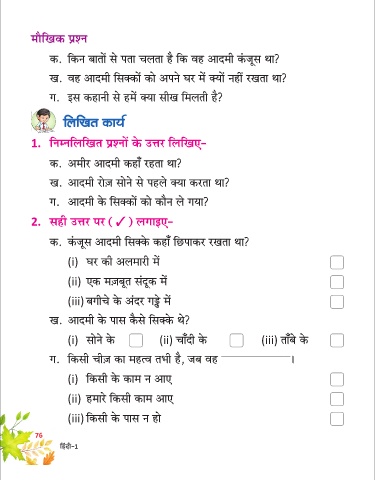 मौखिक प्रश्न
क. किन बातों से पता चलता है कि वह आदमी कंजूस था?
ख. वह आदमी सिक्कों को अपने घर में क्यों नहीं रखता था?
ग. इस कहानी से हमें क्या सीख मिलती है?
लिखित कार्य
1. निम्नलिखित प्रश्नों के उत्तर लिखिए–
क. अमीर आदमी कहाँ रहता था?
ख. आदमी रोज़ सोने से पहले क्या करता था?
ग. आदमी के सिक्कों को कौन ले गया?
2. सही उत्तर पर (✓) लगाइए–
क. कंजूस आदमी सिक्के कहाँ छिपाकर रखता था?
(i) घर की अलमारी में
(ii) एक मज़बूत संदूक में
(iii) बगीचे के अंदर गड्ढे में
ख. आदमी के पास कैसे सिक्के थे?
(i) सोने के (ii) चाँदी के (iii) ताँबे के
ग. किसी चीज़ का महत्व तभी है, जब वह ___________ ।
(i) किसी के काम न आए
(ii) हमारे किसी काम आए
(iii) किसी के पास न हो
76
हिंदी-1